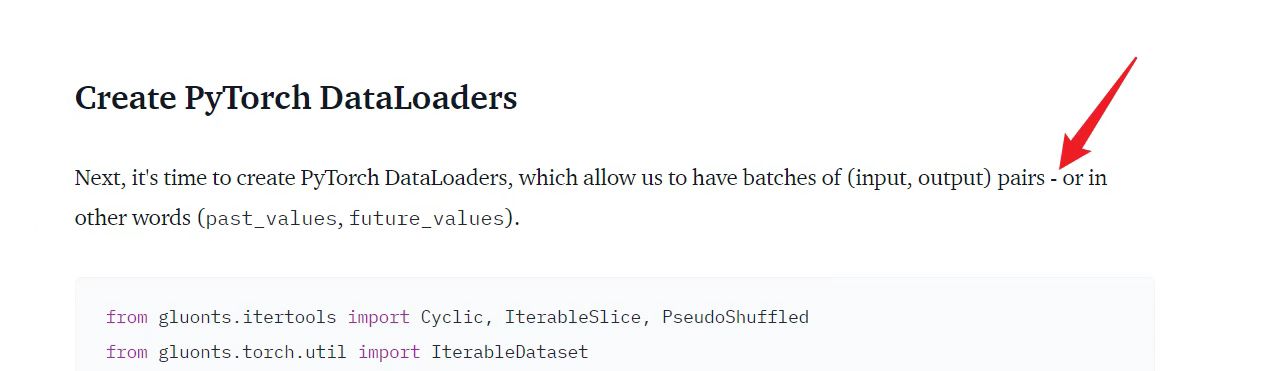 Create PyTorch DataLoaders
Next, it's time to create PyTorch DataLoaders, which allow us to have batches of (input, output) pairs - or in
other words (past_values, future_values).
from gluonts.itertools import Cyclic, IterableSlice, PseudoShuffled
from gluonts.torch.util import IterableDataset